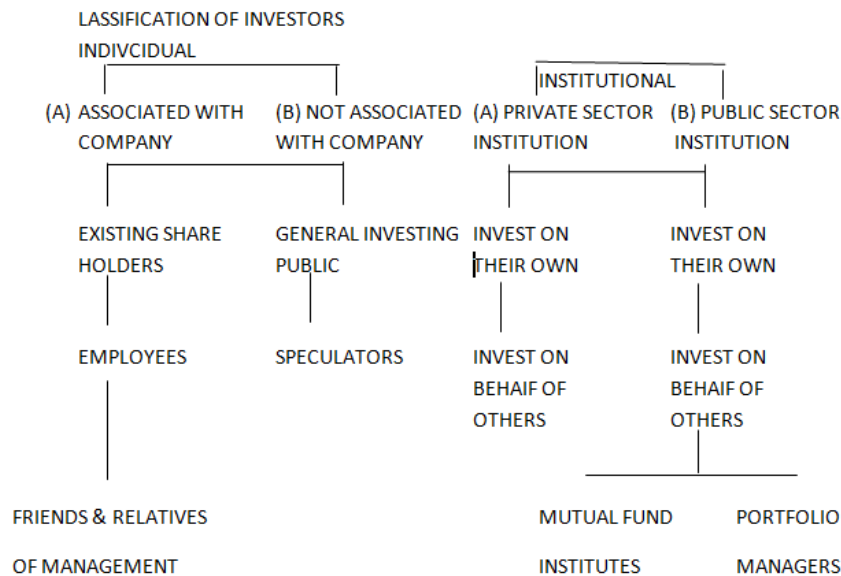 LASSIFICATION OF INVESTORS
INDIVCIDUAL
INSTITUTIONAL
(A) ASSOCIATED WITH (B) NOT ASSOCIATED (A) PRIVATE SECTOR (B) PUBLIC SECTOR
COMPANY WITH COMPANY INSTITUTION INSTITUTION
EXISTING SHARE GENERAL INVESTING INVEST ON INVEST ON
HOLDERS PUBLIC THEIR OWN THEIR OWN
EMPLOYEES SPECULATORS INVEST ON INVEST ON
BEHAIF OF BEHAIF OF
OTHERS OTHERS
FRIENDS & RELATIVES MUTUAL FUND PORTFOLIO
OF MANAGEMENT INSTITUTES MANAGERS